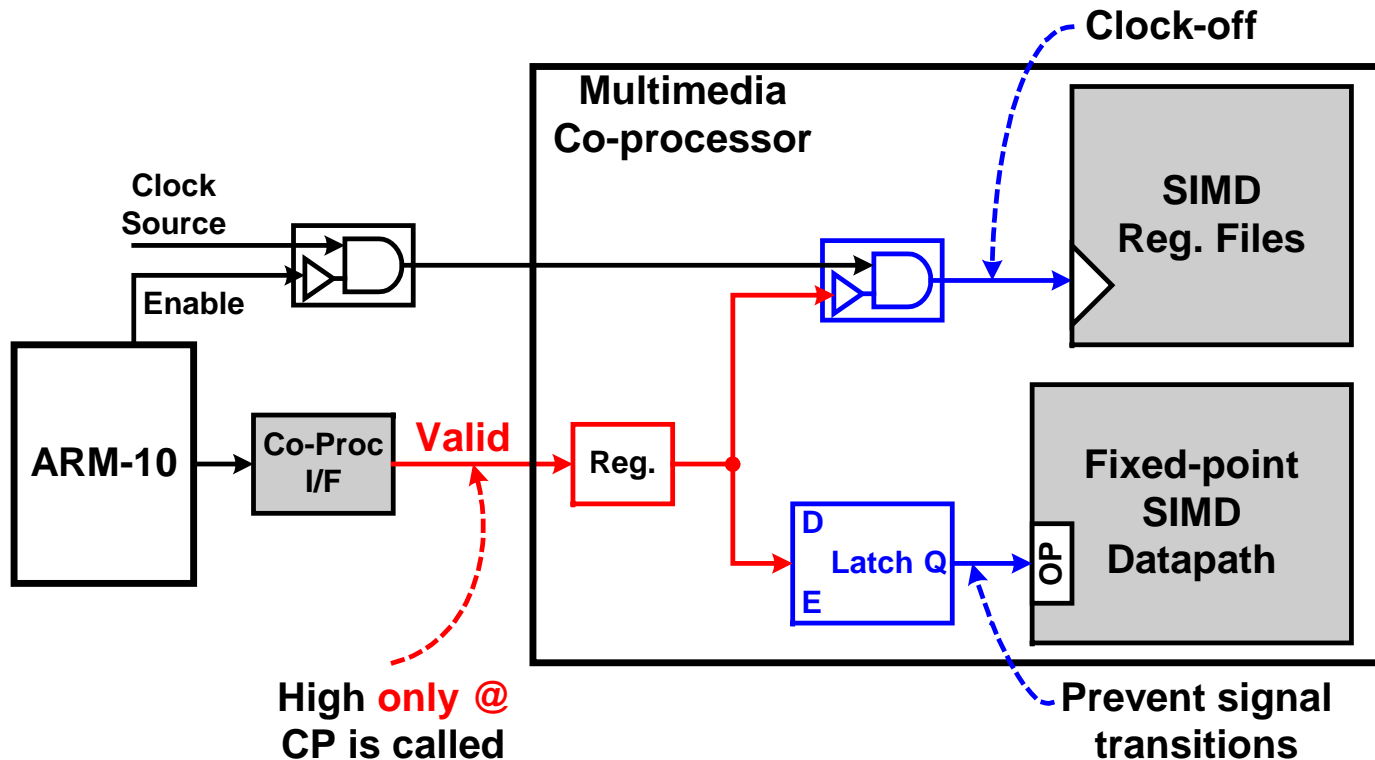 Clock-off
Multimedia
Co-processor
Clock
Source
SIMD
Reg. Files
Enable
ARM-10
Co-Proc
I/F
Valid
Reg.
D
Latch Q
E
OP
Fixed-point
SIMD
Datapath
High only @
CP is called
Prevent signal
transitions